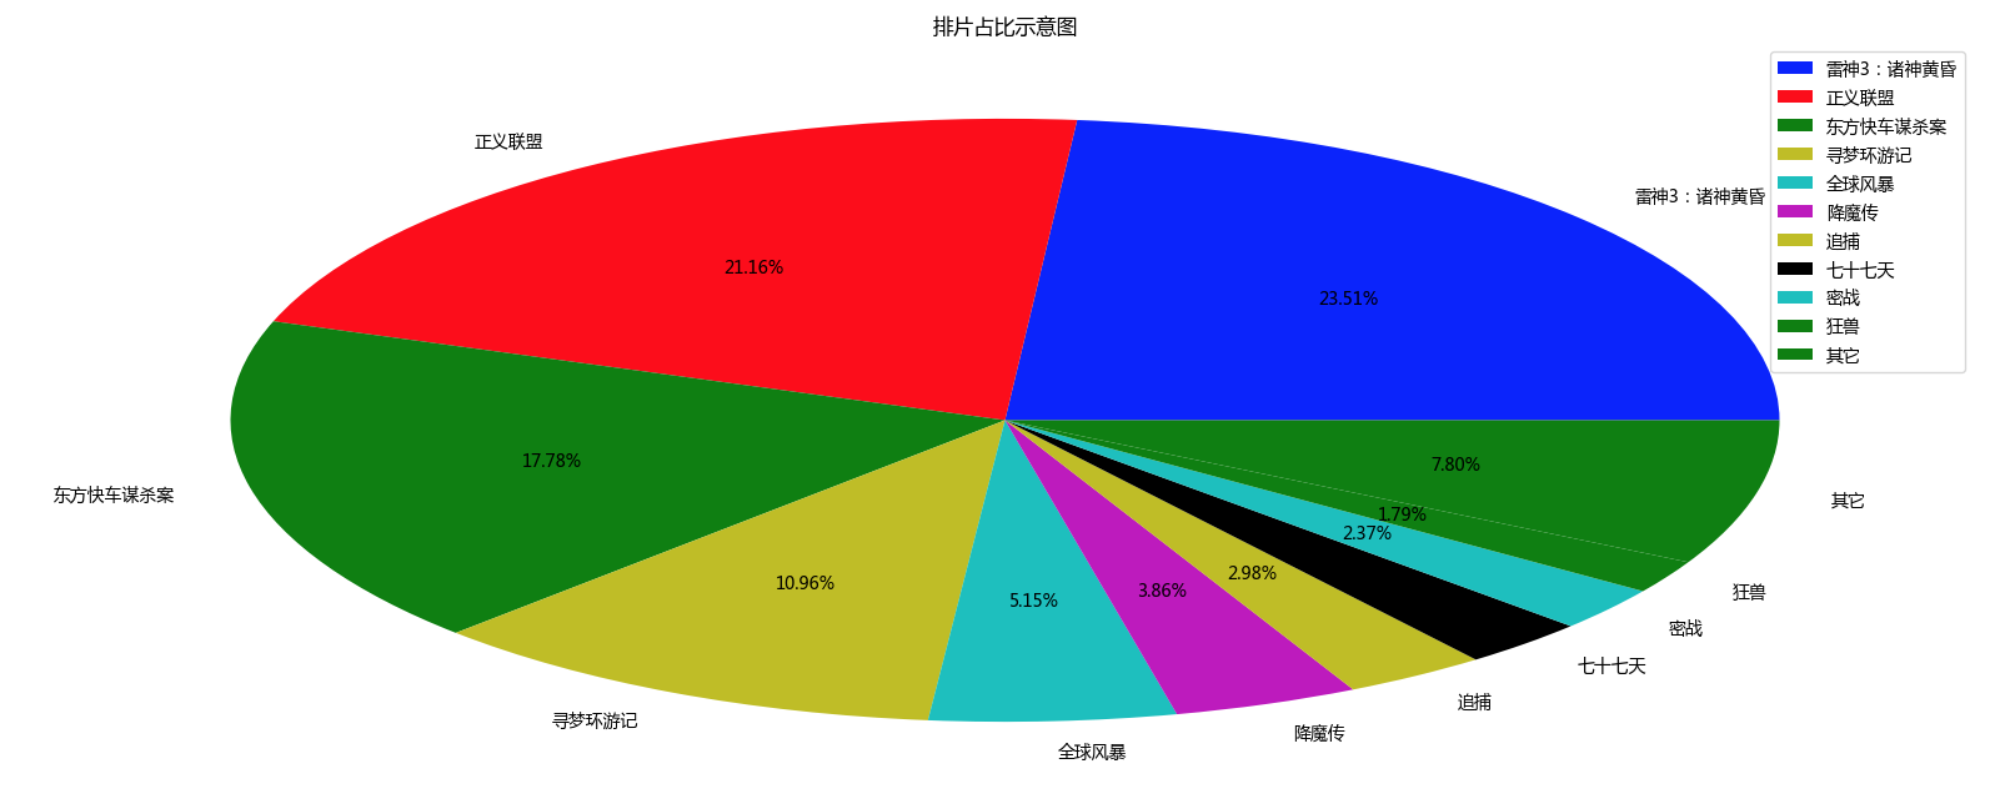 排片占比示意图
雷神3：诸神黄昏
正义联盟
东方快车谋杀案
寻梦环游记
全球风暴
降魔传
追捕
七十七天
密战
狂兽
其它
正义联盟
雷神3：诸神黄昏
21.16%
23.51%
17.78%
7.80%
东方快车谋杀案
其它
1.79%
2.37%
10.96%
5.15%
3.86%
2.98%
狂兽
密战
七十七天
追捕
寻梦环游记
降魔传
全球风暴